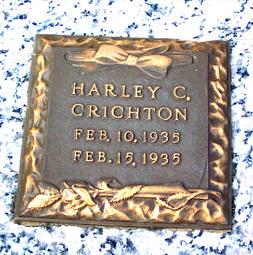 HARLEY C.
CRICHTON
FEB. 10, 1935
FEB. 15, 1935